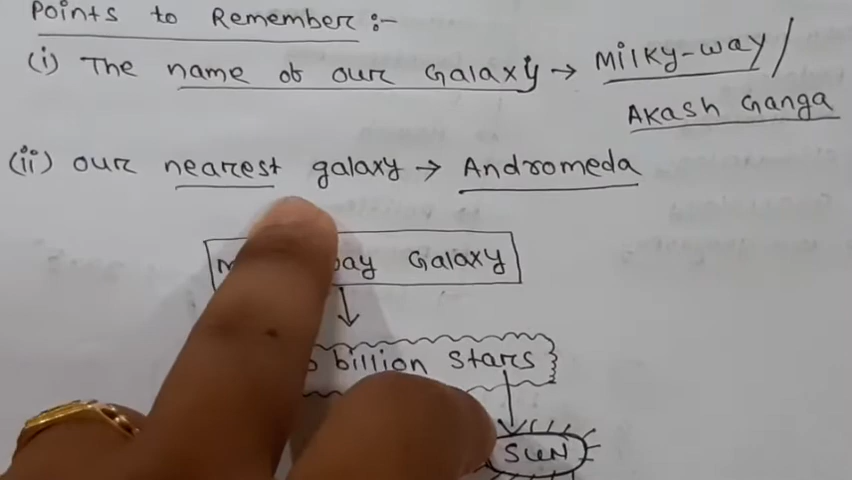 Points to Remember :-
(i) The name of our Galaxy → Milky-way /
Akash Ganga
(ii) our nearest galaxy → Andromeda
Galaxy
billion stars
SUN